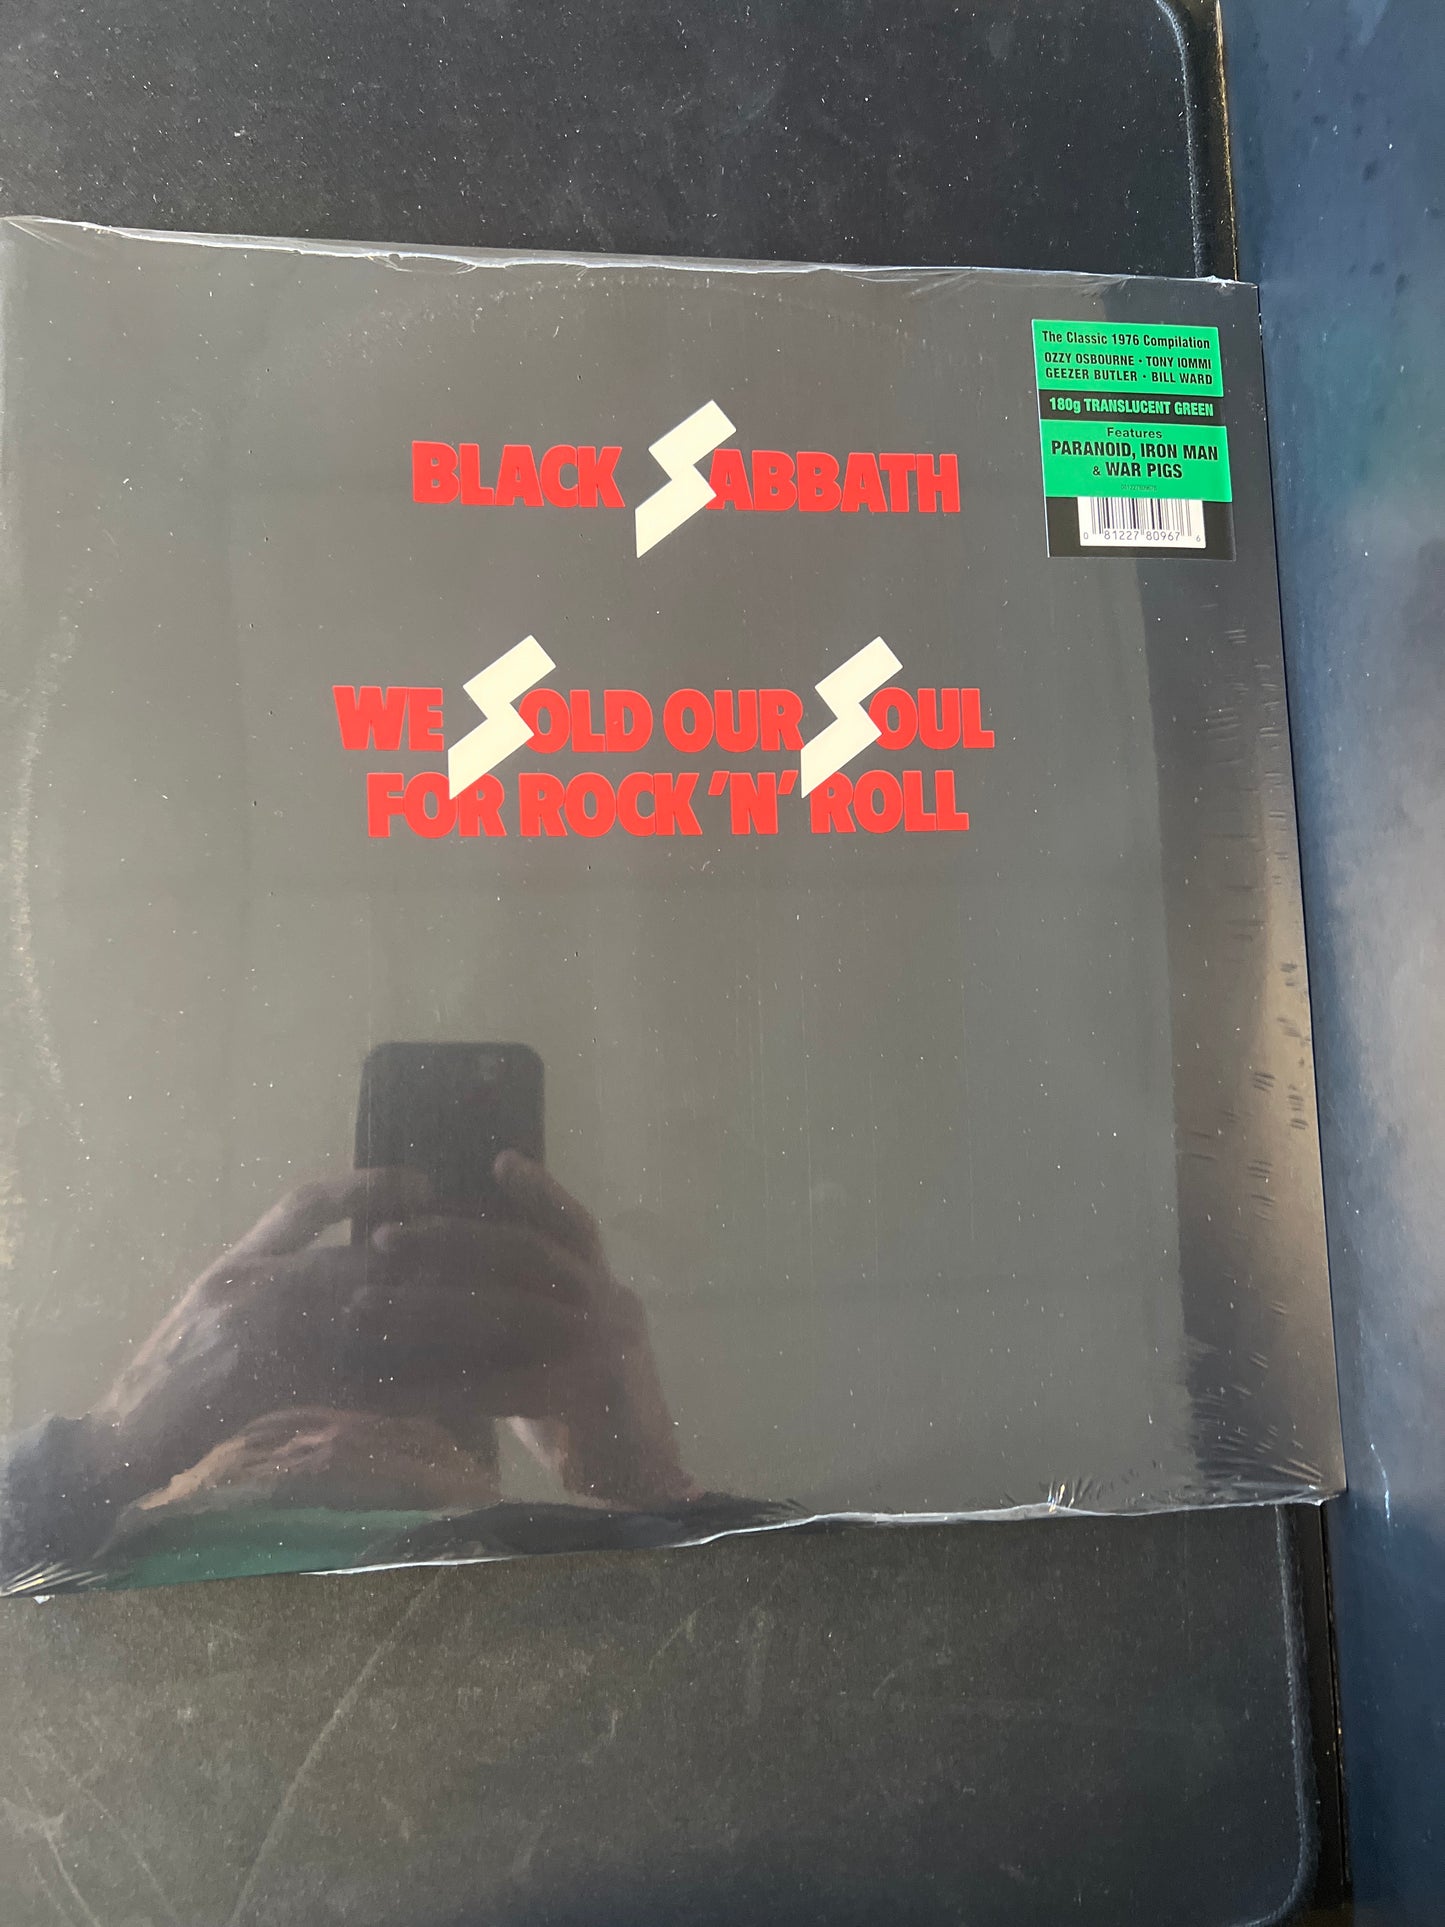 The Classic 1976 Compilation
OZZY OSBOURNE • TONY IOMMI
GEEZER BUTLER • BILL WARD
180g TRANSLUCENT GREEN
Features
PARANOID, IRON MAN
& WAR PIGS
0 81227 80967 6
BLACK SABBATH
WE SOLD OUR SOUL
FOR ROCK 'N' ROLL